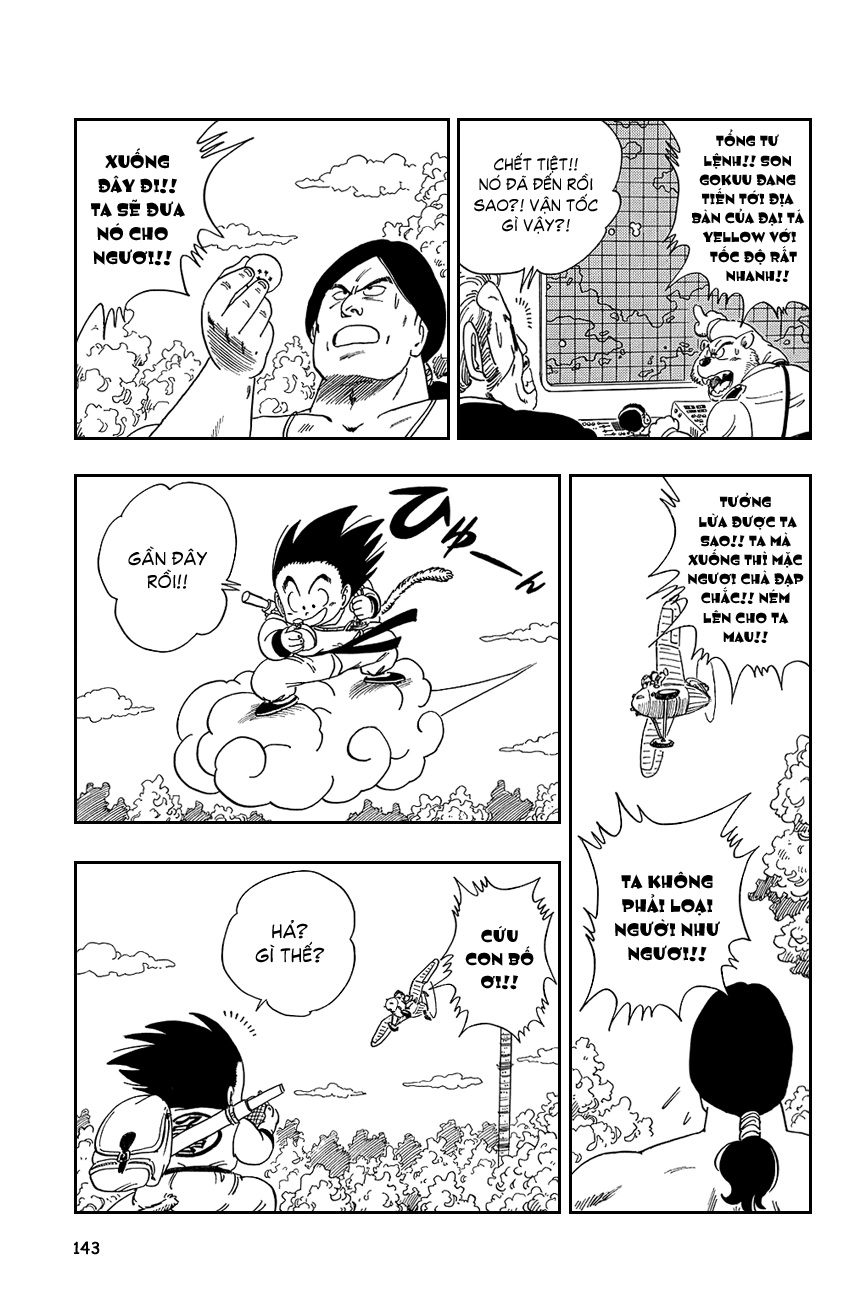 TỔNG TƯ
LỆNH!! SON
GOKUU ĐANG
TIẾN TỚI ĐỊA
BÀN CỦA ĐẠI TÁ
YELLOW VỚI
TỐC ĐỘ RẤT
NHANH!!
CHẾT TIỆT!!
NÓ ĐÃ ĐẾN RỒI
SAO?! VẬN TỐC
GÌ VẬY?!
XUỐNG
ĐÂY ĐI!!
TA SẼ ĐƯA
NÓ CHO
NGƯƠI!!
TƯỞNG
LỪA ĐƯỢC TA
SAO!! TA MÀ
XUỐNG THÌ MẶC
NGƯƠI CHÀ ĐẠP
CHẮC!! NÉM
LÊN CHO TA
MAU!!
TA KHÔNG
PHẢI LOẠI
NGƯỜI NHƯ
NGƯƠI!!
ひゅーん
GẦN ĐÂY
RỒI!!
CỨU
CON BỐ
ƠI!!
HẢ?
GÌ THẾ?
143